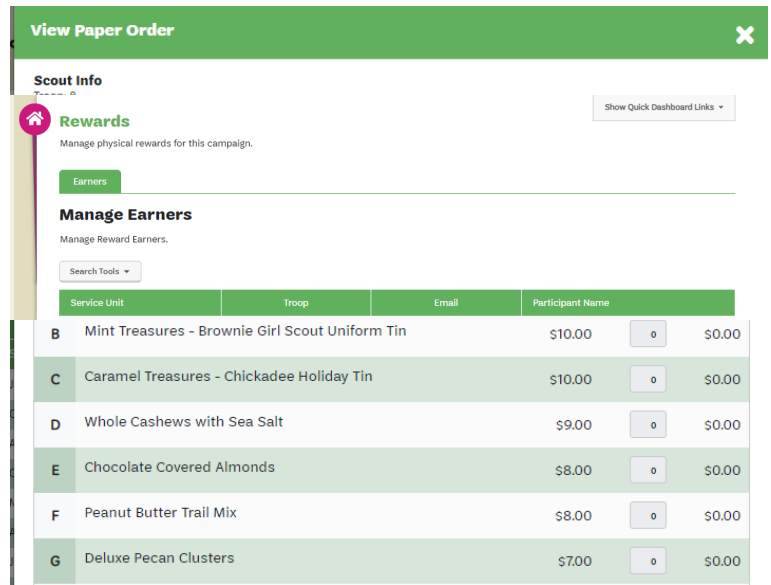 View Paper Order
Scout Info
Show Quick Dashboard Links
Rewards
Manage physical rewards for this campaign.
Earners
Manage Earners
Manage Reward Earners.
Search Tools
Service Unit Troop Email Participant Name
B Mint Treasures - Brownie Girl Scout Uniform Tin $10.00 0 $0.00
C Caramel Treasures - Chickadee Holiday Tin $10.00 0 $0.00
D Whole Cashews with Sea Salt $9.00 0 $0.00
E Chocolate Covered Almonds $8.00 0 $0.00
F Peanut Butter Trail Mix $8.00 0 $0.00
G Deluxe Pecan Clusters $7.00 0 $0.00